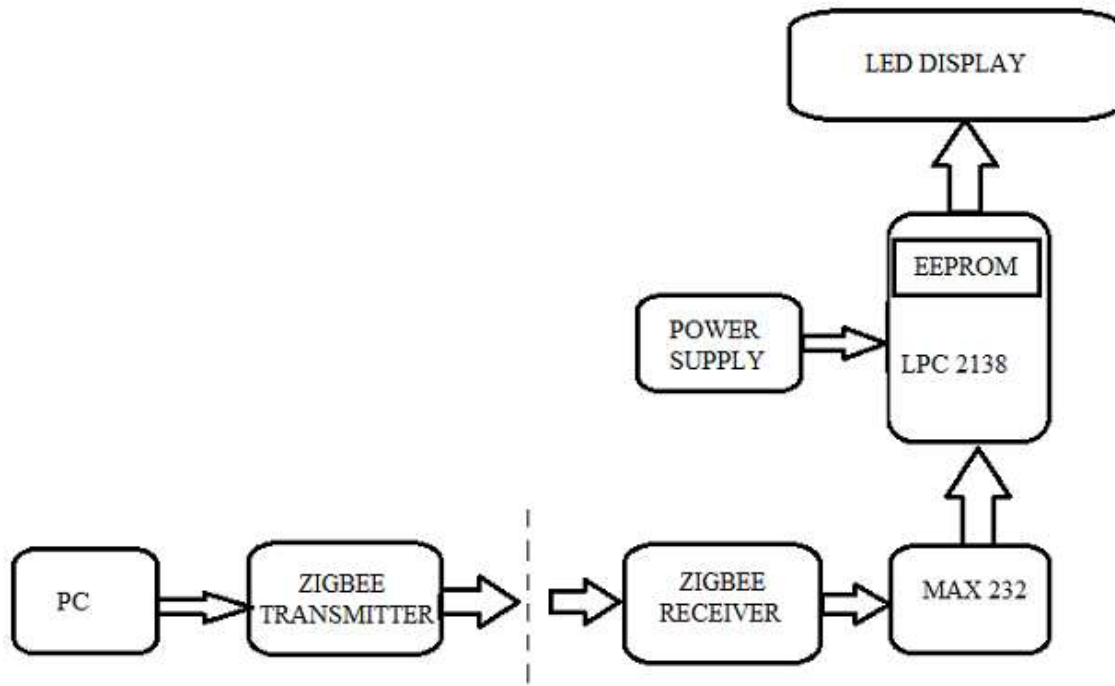 LED DISPLAY
EEPROM
POWER
SUPPLY
LPC 2138
PC
ZIGBEE
TRANSMITTER
ZIGBEE
RECEIVER
MAX 232